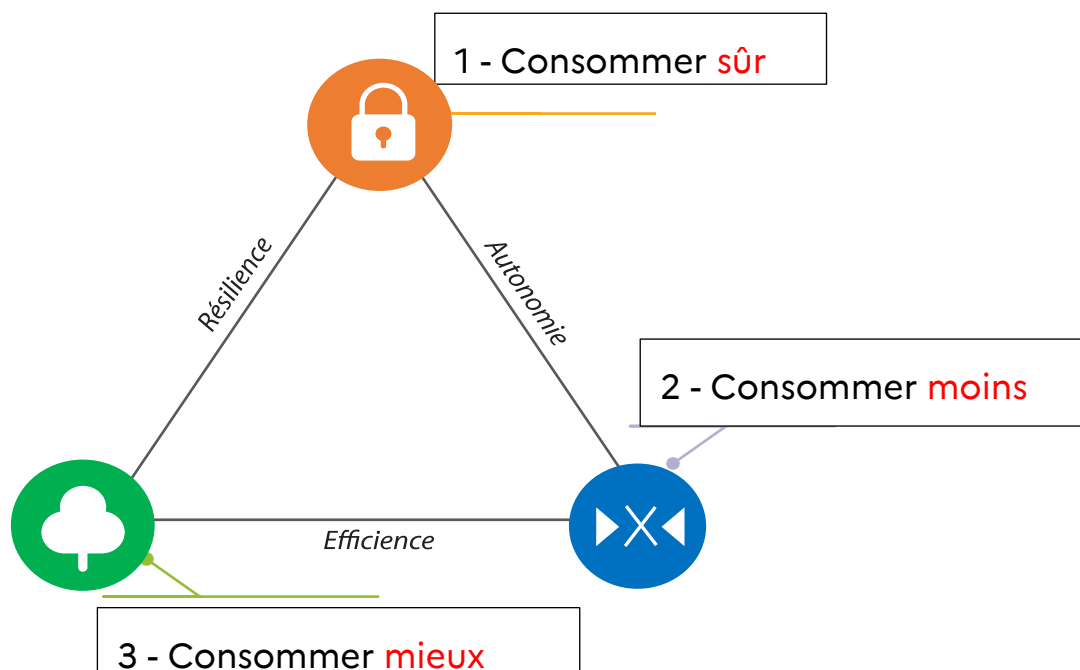 1 - Consommer sûr
Résilience
Autonomie
2 - Consommer moins
Efficience
3 - Consommer mieux